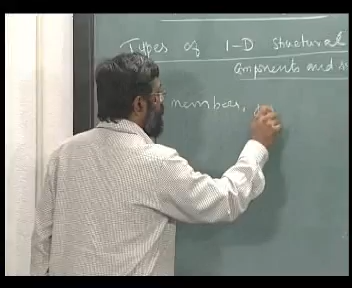 Types of 1-D Structural
Components and
members,